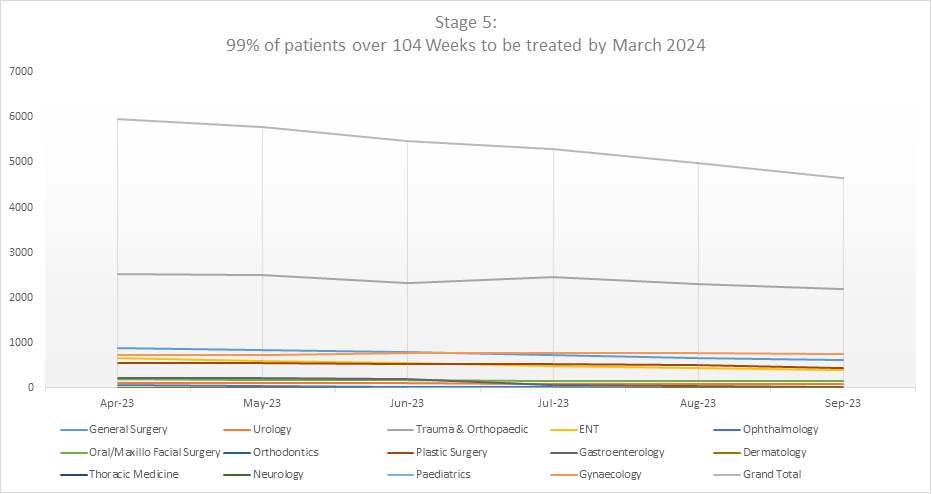 Stage 5:
99% of patients over 104 Weeks to be treated by March 2024
7000
6000
5000
4000
3000
2000
1000
0
Apr-23 May-23 Jun-23 Jul-23 Aug-23 Sep-23
General Surgery Urology Trauma & Orthopaedic ENT Ophthalmology
Oral/Maxillo Facial Surgery Orthodontics Plastic Surgery Gastroenterology Dermatology
Thoracic Medicine Neurology Paediatrics Gynaecology Grand Total